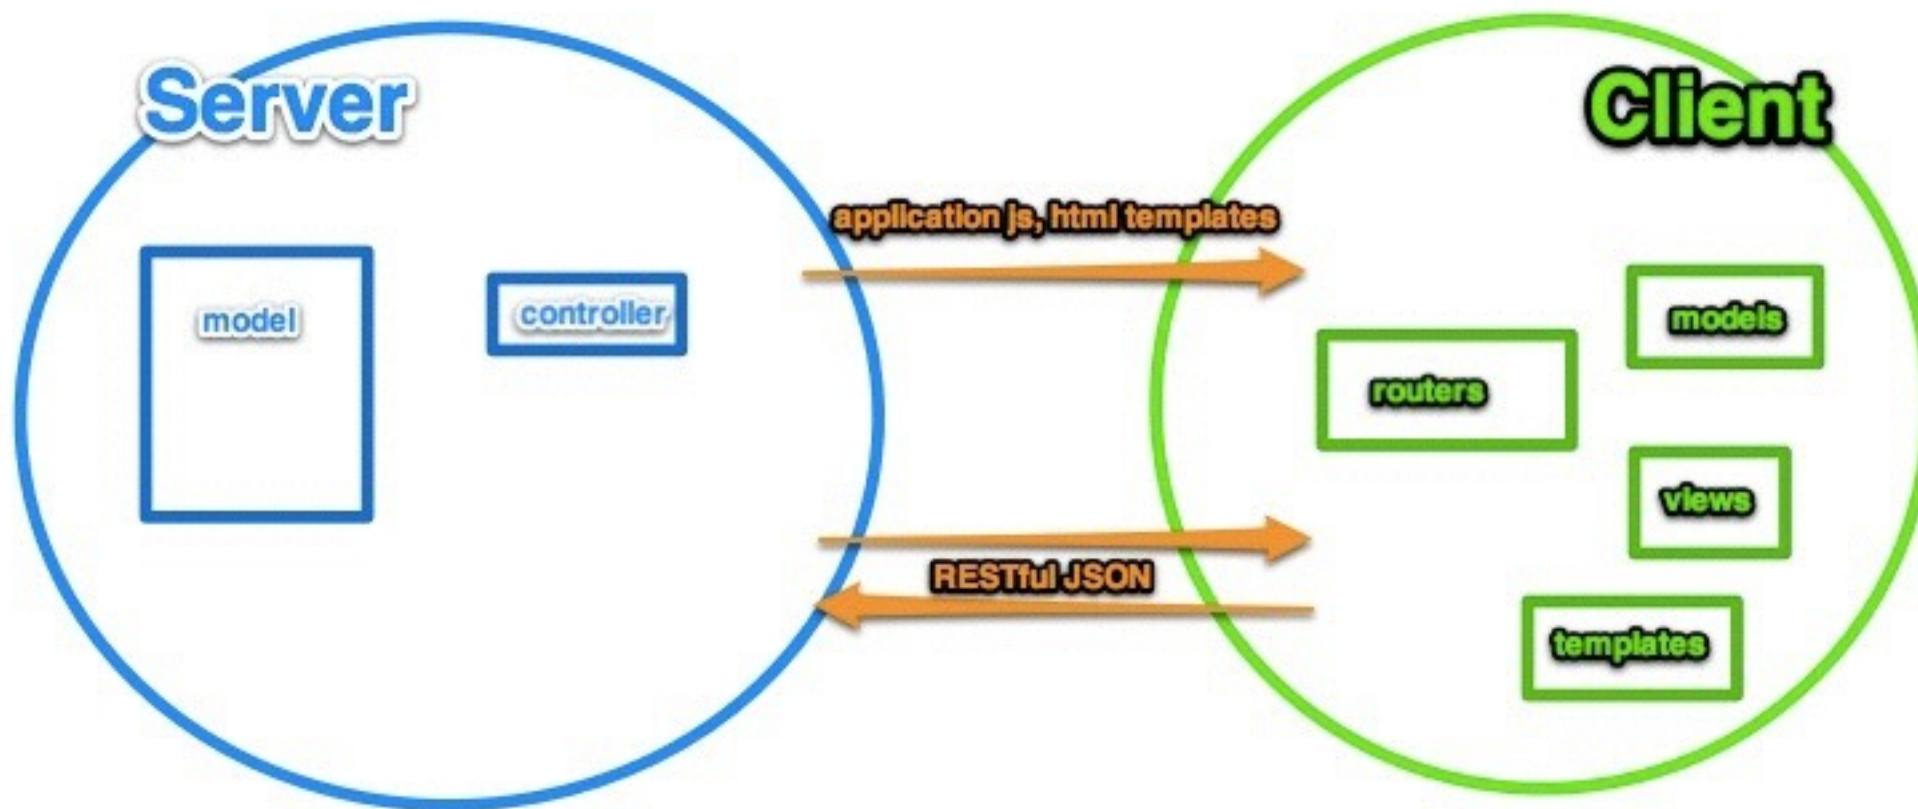 Server
Client
application js, html templates
model
controller
models
routers
views
RESTful JSON
templates